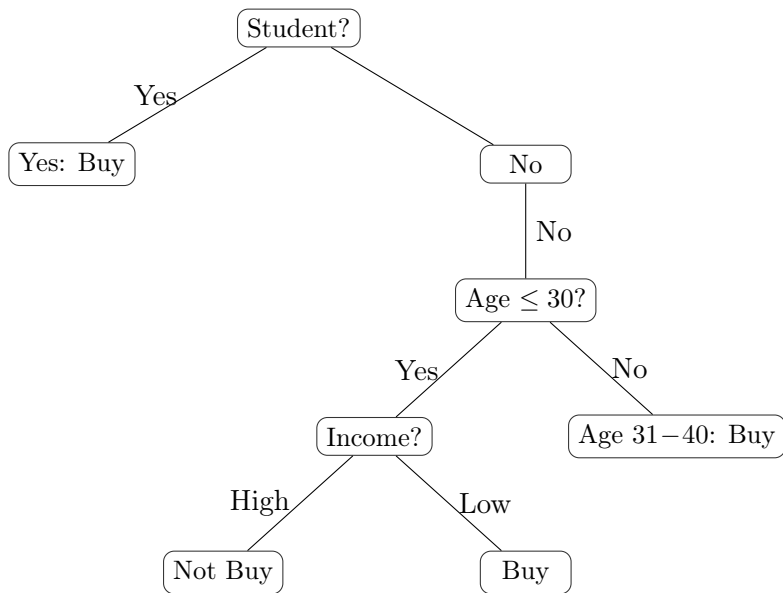 Student?
Yes
Yes: Buy
No
No
Age ≤ 30?
Yes
No
Income?
Age 31−40: Buy
High
Low
Not Buy
Buy